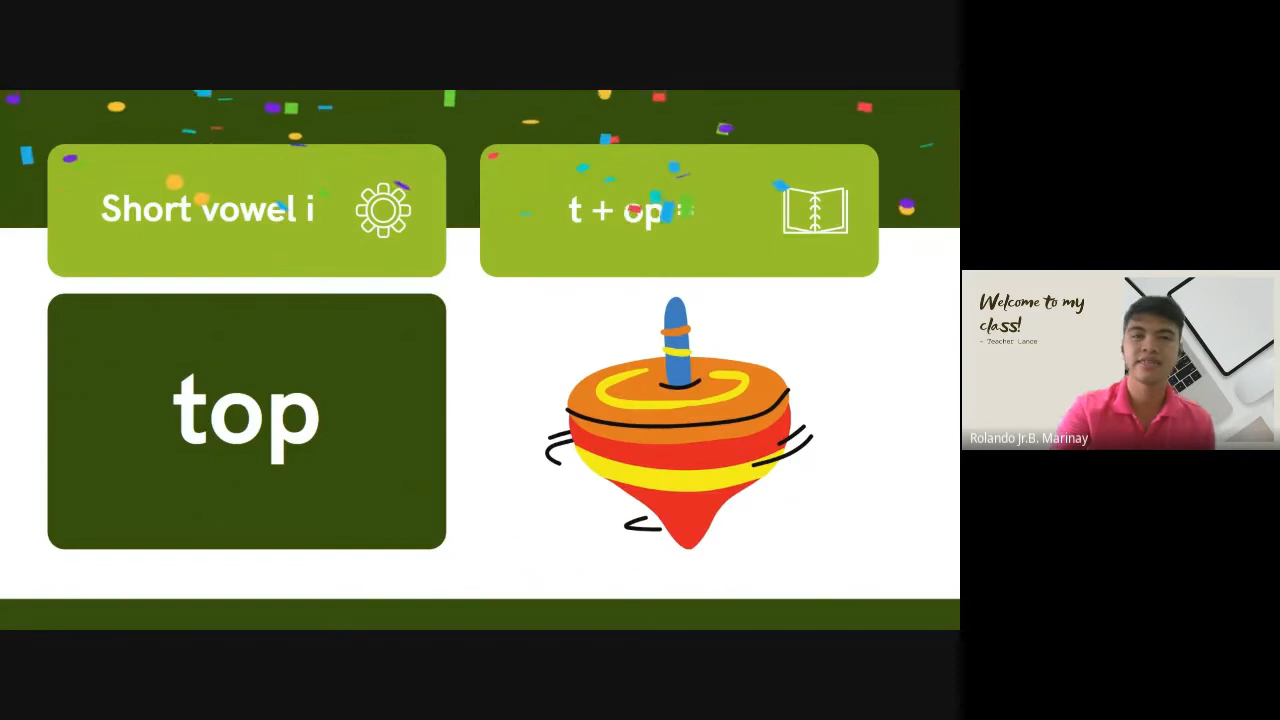 Short vowel i
t + op =
top
Welcome to my
class!
- Teacher Lance
Rolando Jr.B. Marinay